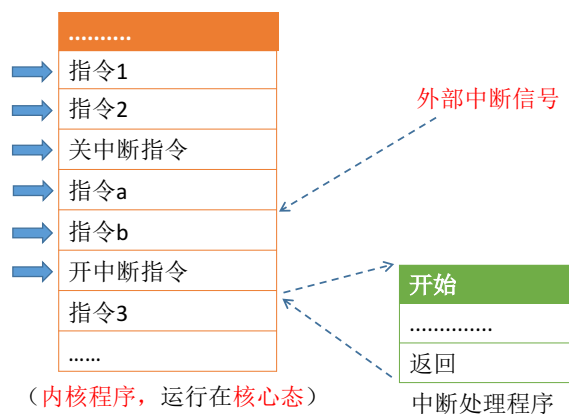 ..........
指令1
指令2
关中断指令
指令a
指令b
开中断指令
指令3
......
（内核程序，运行在核心态）
外部中断信号
开始
..............
返回
中断处理程序